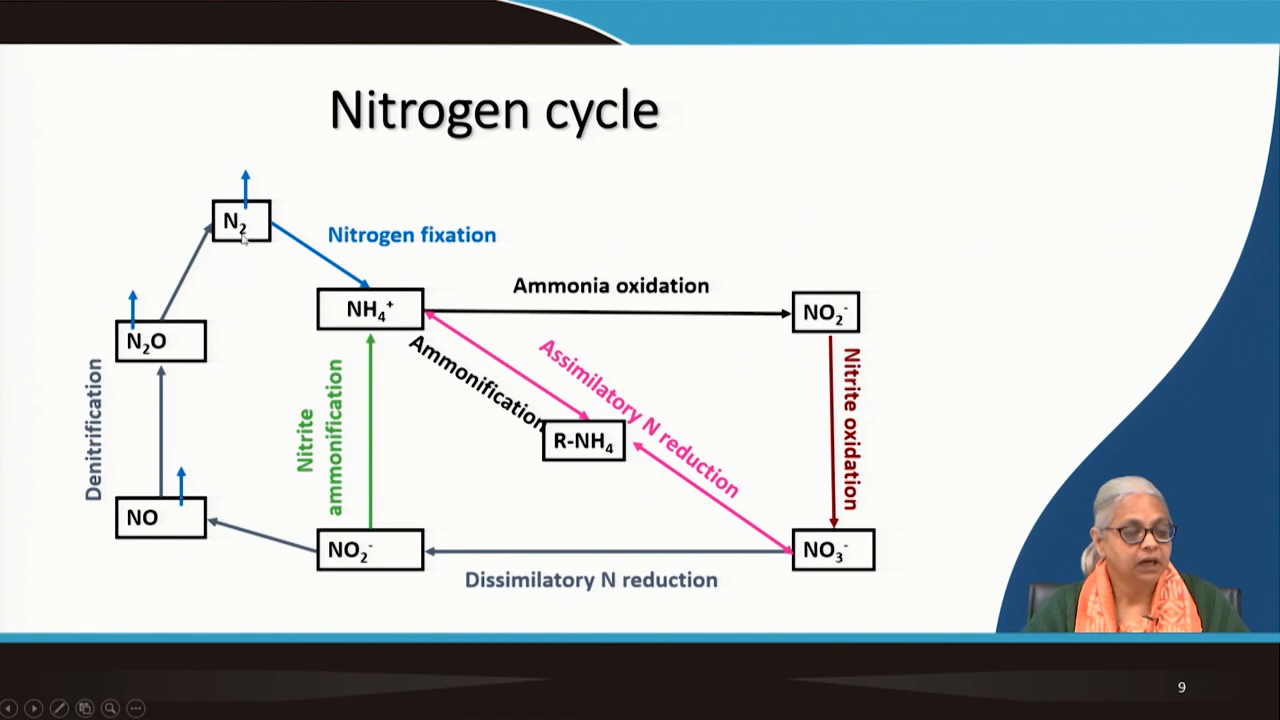 Nitrogen cycle
N₂
Nitrogen fixation
NH₄⁺
Ammonia oxidation
NO₂⁻
N₂O
Denitrification
Nitrite
ammonification
Ammonification
Assimilatory N reduction
R-NH₄
Nitrite oxidation
NO
NO₂⁻
NO₃⁻
Dissimilatory N reduction
9